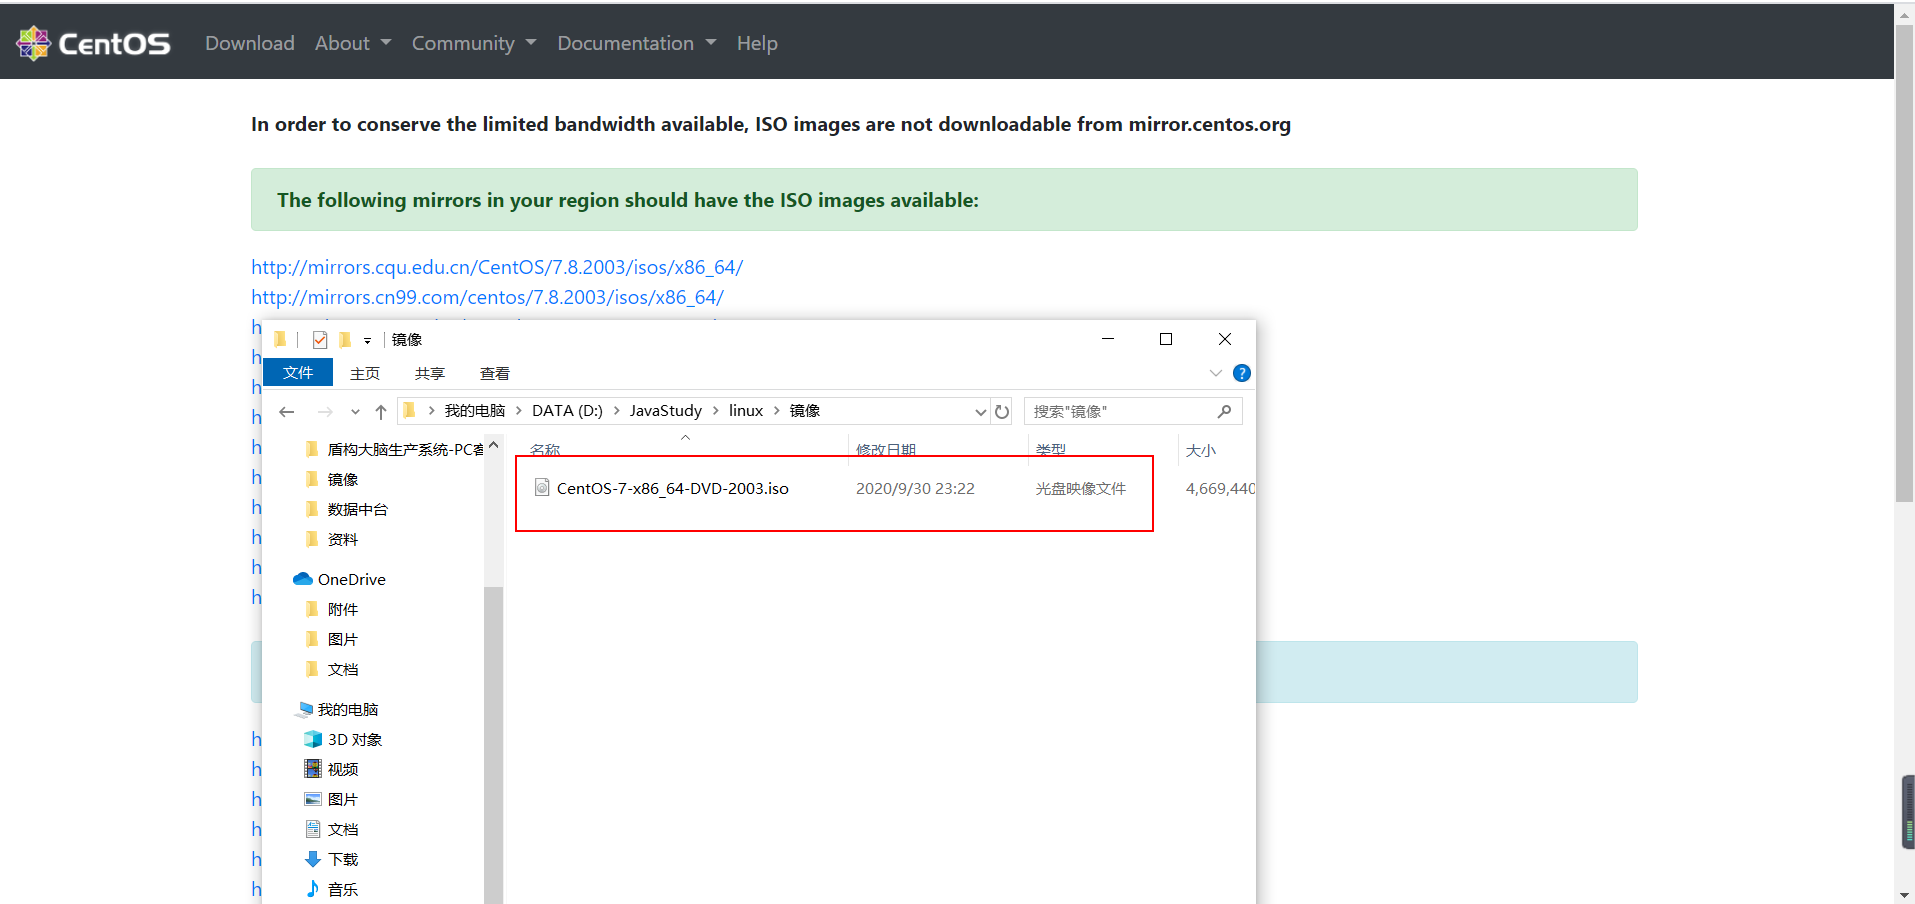 CentOS Download About Community Documentation Help
In order to conserve the limited bandwidth available, ISO images are not downloadable from mirror.centos.org
The following mirrors in your region should have the ISO images available:
http://mirrors.cqu.edu.cn/CentOS/7.8.2003/isos/x86_64/
http://mirrors.cn99.com/centos/7.8.2003/isos/x86_64/
镜像
文件 主页 共享 查看
我的电脑 DATA (D:) JavaStudy linux 镜像
搜索"镜像"
盾构大脑生产系统-PC客
镜像
数据中台
资料
OneDrive
附件
图片
文档
我的电脑
3D 对象
视频
图片
文档
下载
音乐
名称 修改日期 类型 大小
CentOS-7-x86_64-DVD-2003.iso 2020/9/30 23:22 光盘映像文件 4,669,440